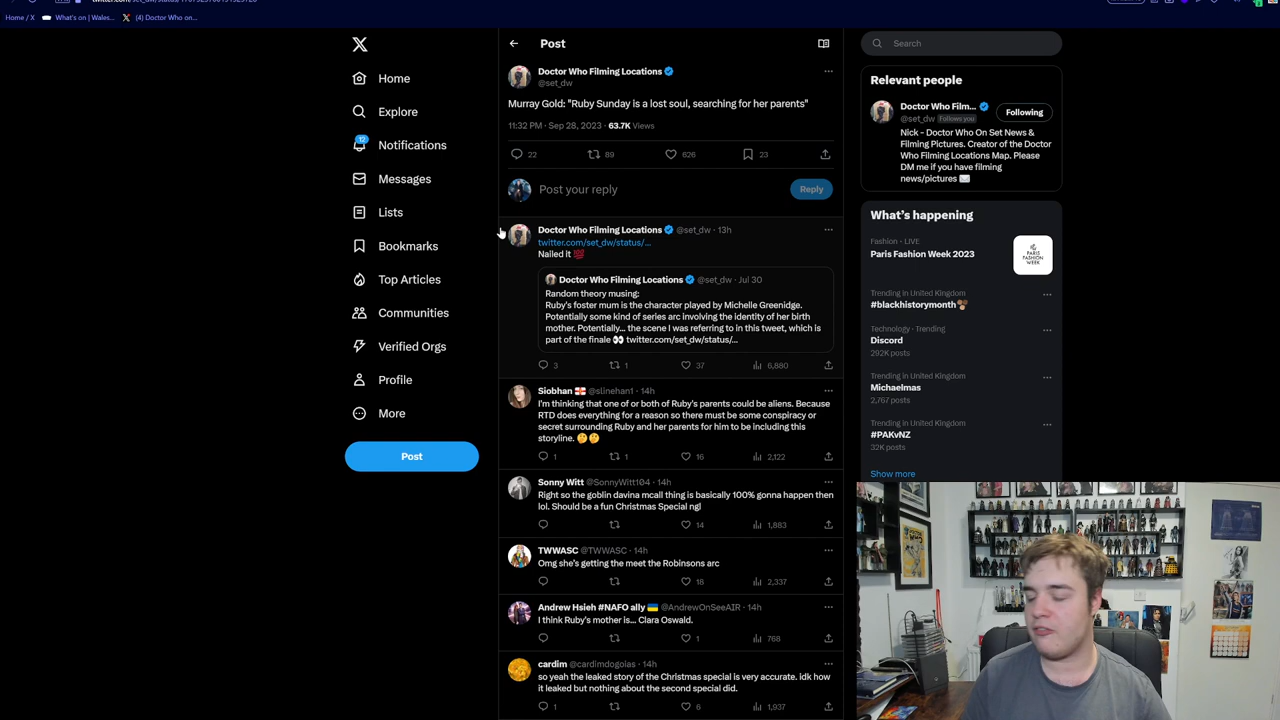 Home / X
What's on | Wales...
(4) Doctor Who on...
Home
Explore
12
Notifications
Messages
Lists
Bookmarks
Top Articles
Communities
Verified Orgs
Profile
More
Post
Post
Doctor Who Filming Locations
@set_dw
Murray Gold: "Ruby Sunday is a lost soul, searching for her parents"
11:32 PM · Sep 28, 2023 · 63.7K Views
22 89 626 23
Post your reply
Reply
Doctor Who Filming Locations @set_dw · 13h
twitter.com/set_dw/status/...
Nailed It 💯
Doctor Who Filming Locations @set_dw · Jul 30
Random theory musing:
Ruby's foster mum is the character played by Michelle Greenidge.
Potentially some kind of series arc involving the identity of her birth
mother. Potentially... the scene I was referring to in this tweet, which is
part of the finale 👀 twitter.com/set_dw/status/...
3 1 37 6,880
Siobhan 🏴󠁧󠁢󠁥󠁮󠁧󠁿 @slinehan1 · 14h
I'm thinking that one of or both of Ruby's parents could be aliens. Because
RTD does everything for a reason so there must be some conspiracy or
secret surrounding Ruby and her parents for him to be including this
storyline. 🤔🤔
1 1 16 2,122
Sonny Witt @SonnyWitt104 · 14h
Right so the goblin davina mcall thing is basically 100% gonna happen then
lol. Should be a fun Christmas Special ngl
14 1,883
TWWASC @TWWASC · 14h
Omg she's getting the meet the Robinsons arc
18 2,337
Andrew Hsieh #NAFO ally 🇺🇦 @AndrewOnSeeAIR · 14h
I think Ruby's mother is... Clara Oswald.
1 768
cardim @cardimdogoias · 14h
so yeah the leaked story of the Christmas special is very accurate. idk how
it leaked but nothing about the second special did.
1 6 1,937
Search
Relevant people
Doctor Who Film...
@set_dw Follows you
Following
Nick - Doctor Who On Set News &
Filming Pictures. Creator of the Doctor
Who Filming Locations Map. Please
DM me if you have filming
news/pictures ✉️
What's happening
Fashion · LIVE
Paris Fashion Week 2023
Trending in United Kingdom
#blackhistorymonth
Technology · Trending
Discord
292K posts
Trending in United Kingdom
Michaelmas
2,767 posts
Trending in United Kingdom
#PAKvNZ
32K posts
Show more